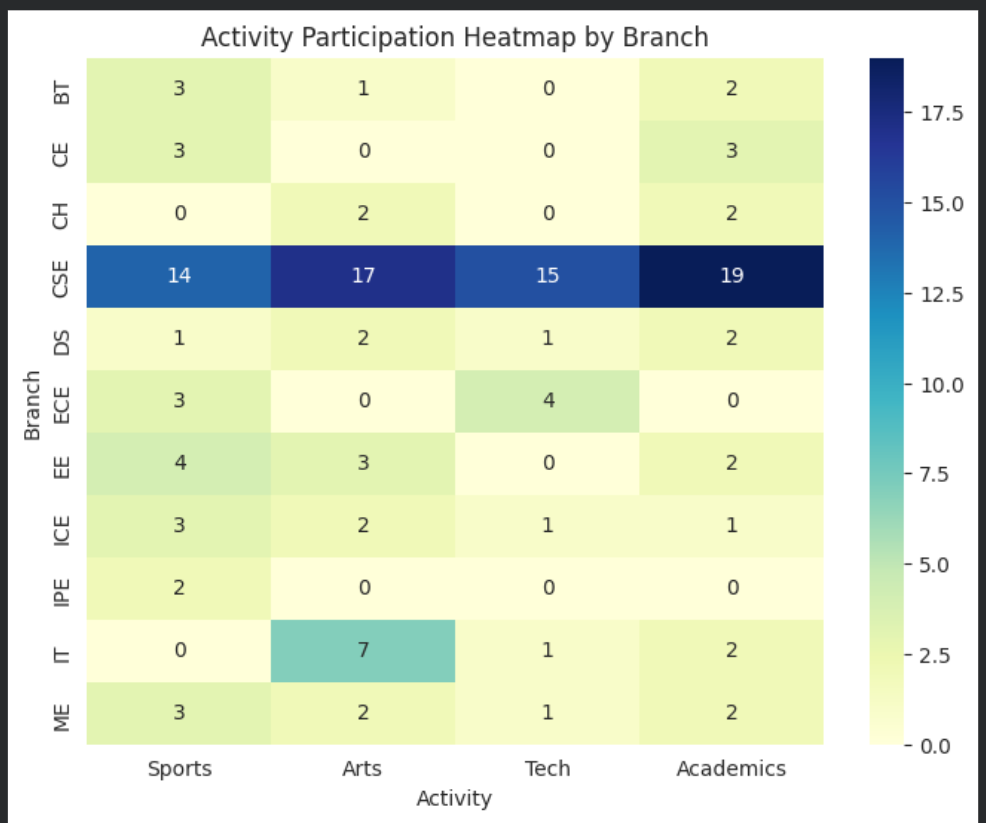 Activity Participation Heatmap by Branch
BT 3 1 0 2
CE 3 0 0 3
CH 0 2 0 2
CSE 14 17 15 19
DS 1 2 1 2
ECE 3 0 4 0
EE 4 3 0 2
ICE 3 2 1 1
IPE 2 0 0 0
IT 0 7 1 2
ME 3 2 1 2
Branch
Sports Arts Tech Academics
Activity
17.5
15.0
12.5
10.0
7.5
5.0
2.5
0.0